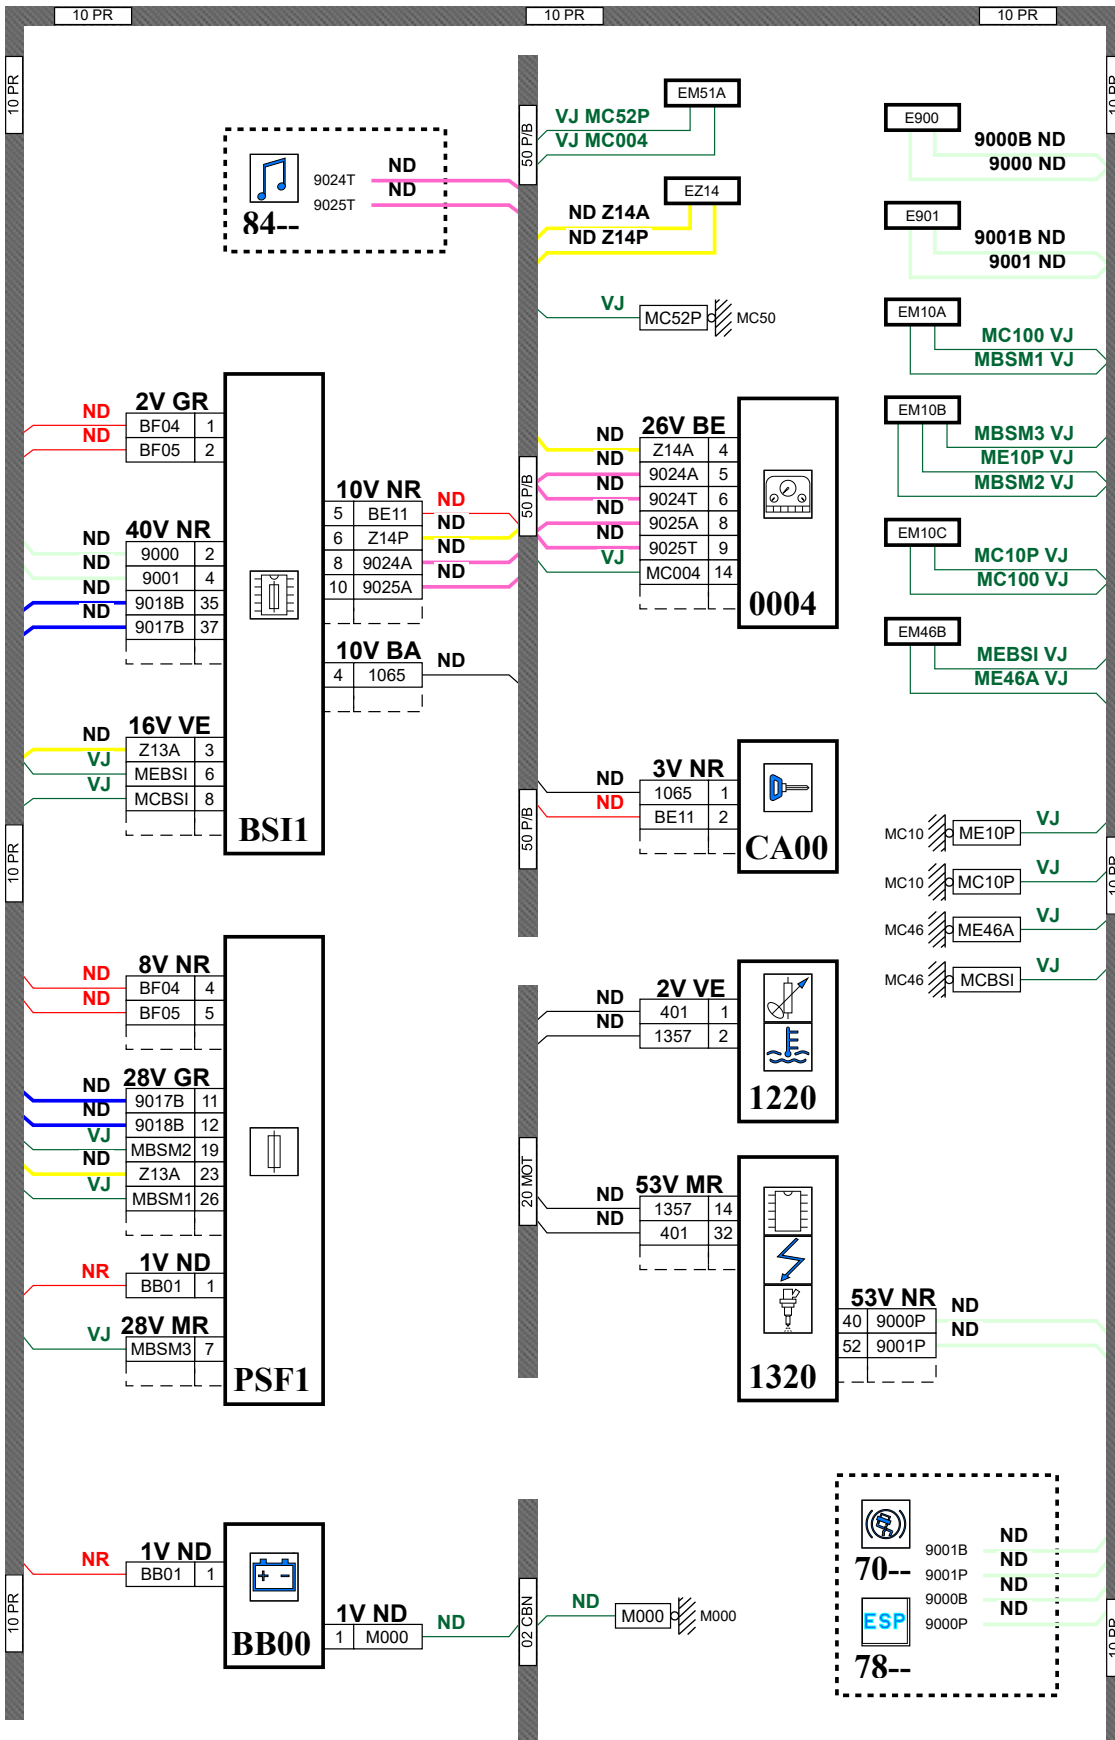 10 PR
10 PR
10 PR
10 PR
10 PR
50 P/B
EM51A
VJ MC52P
VJ MC004
E900
9000B ND
9000 ND
9024T ND
9025T ND
84--
EZ14
ND Z14A
ND Z14P
E901
9001B ND
9001 ND
VJ MC52P MC50
EM10A
MC100 VJ
MBSM1 VJ
2V GR
ND BF04 1
ND BF05 2
EM10B
MBSM3 VJ
ME10P VJ
MBSM2 VJ
10V NR
5 BE11 ND
6 Z14P ND
8 9024A ND
10 9025A ND
50 P/B
26V BE
ND Z14A 4
ND 9024A 5
ND 9024T 6
ND 9025A 8
ND 9025T 9
VJ MC004 14
0004
40V NR
ND 9000 2
ND 9001 4
ND 9018B 35
ND 9017B 37
EM10C
MC10P VJ
MC100 VJ
10V BA
4 1065 ND
EM46B
MEBSI VJ
ME46A VJ
16V VE
ND Z13A 3
VJ MEBSI 6
VJ MCBSI 8
BSI1
50 P/B
3V NR
ND 1065 1
ND BE11 2
CA00
10 PR
10 PR
MC10 ME10P VJ
MC10 MC10P VJ
MC46 ME46A VJ
MC46 MCBSI VJ
8V NR
ND BF04 4
ND BF05 5
2V VE
ND 401 1
ND 1357 2
1220
28V GR
ND 9017B 11
ND 9018B 12
VJ MBSM2 19
ND Z13A 23
VJ MBSM1 26
20 MOT
53V MR
ND 1357 14
ND 401 32
1V ND
NR BB01 1
28V MR
VJ MBSM3 7
PSF1
53V NR
40 9000P ND
52 9001P ND
1320
1V ND
NR BB01 1
10 PR
1V ND
1 M000 ND
BB00
02 CBN
ND M000 M000
9001B ND
70-- 9001P ND
9000B ND
ESP 9000P ND
78--
10 PR